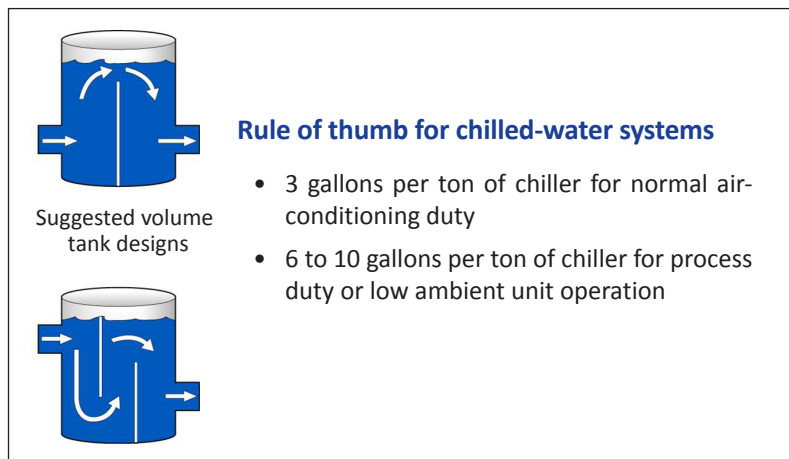 Suggested volume
tank designs
Rule of thumb for chilled-water systems
• 3 gallons per ton of chiller for normal air-
conditioning duty
• 6 to 10 gallons per ton of chiller for process
duty or low ambient unit operation